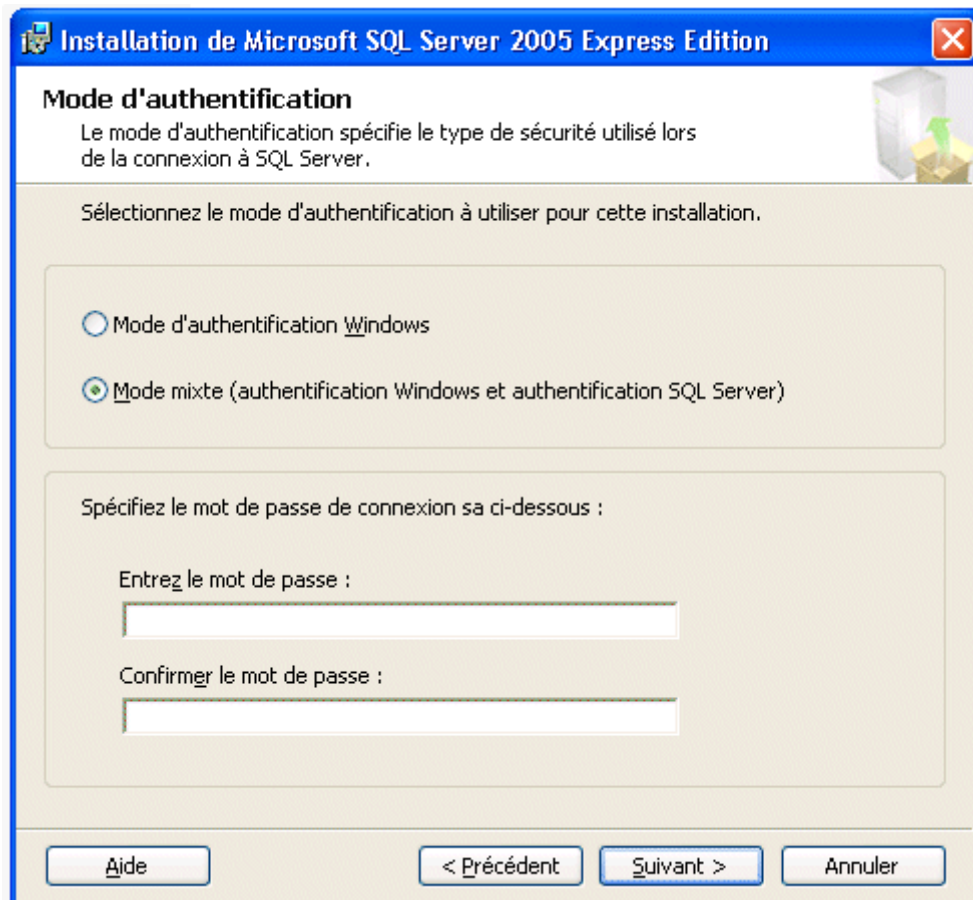 Installation de Microsoft SQL Server 2005 Express Edition
Mode d'authentification
Le mode d'authentification spécifie le type de sécurité utilisé lors
de la connexion à SQL Server.
Sélectionnez le mode d'authentification à utiliser pour cette installation.
Mode d'authentification Windows
Mode mixte (authentification Windows et authentification SQL Server)
Spécifiez le mot de passe de connexion sa ci-dessous :
Entrez le mot de passe :
Confirmer le mot de passe :
Aide
< Précédent
Suivant >
Annuler